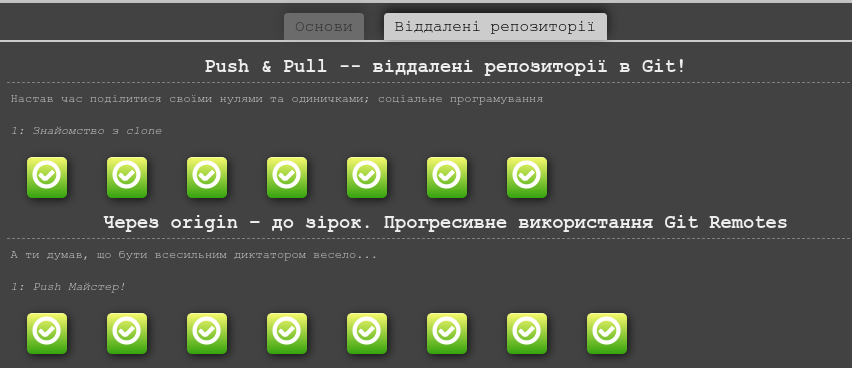 Основи Віддалені репозиторії
Push & Pull -- віддалені репозиторії в Git!
Настав час поділитися своїми нулями та одиничками; соціальне програмування
1: Знайомство з clone
Через origin – до зірок. Прогресивне використання Git Remotes
А ти думав, що бути всесильним диктатором весело...
1: Push Майстер!